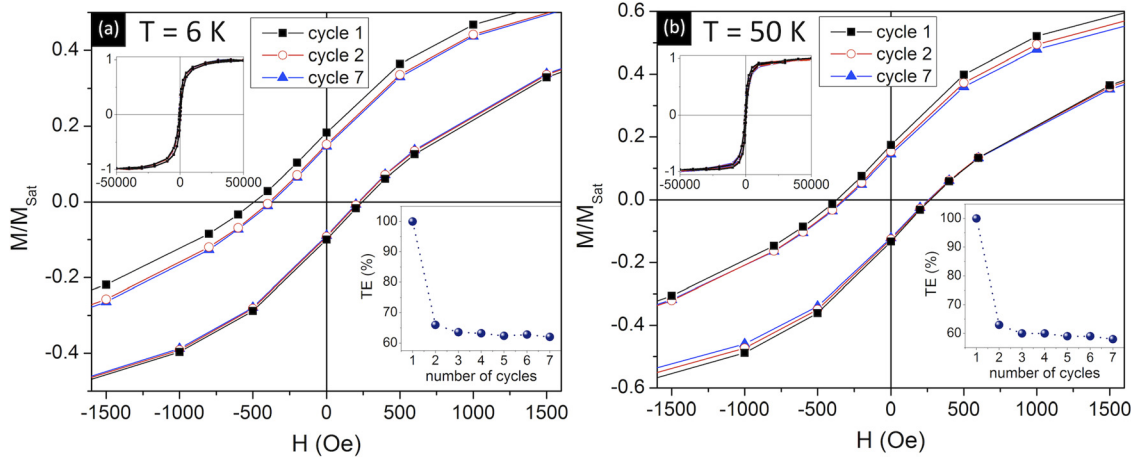 (a) T = 6 K
cycle 1
cycle 2
cycle 7
1
0
-1
-50000 0 50000
0.4
0.2
0.0
-0.2
-0.4
M/M_Sat
100
90
80
70
60
TE (%)
1 2 3 4 5 6 7
number of cycles
-1500 -1000 -500 0 500 1000 1500
H (Oe)
(b) T = 50 K
cycle 1
cycle 2
cycle 7
1
0
-1
-50000 0 50000
0.6
0.4
0.2
0.0
-0.2
-0.4
-0.6
M/M_Sat
100
90
80
70
60
TE (%)
1 2 3 4 5 6 7
number of cycles
-1500 -1000 -500 0 500 1000 1500
H (Oe)